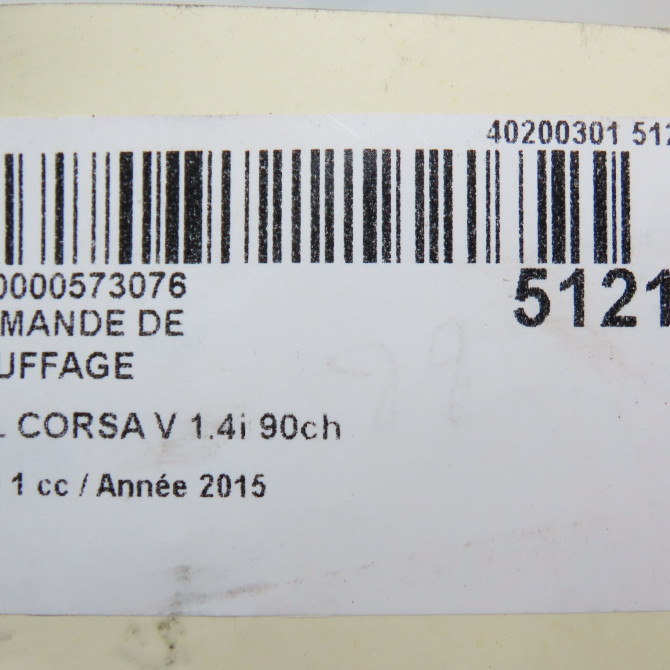 40200301 512
0000573076
5121
MANDE DE
UFFAGE
L CORSA V 1.4i 90ch
1 cc / Année 2015